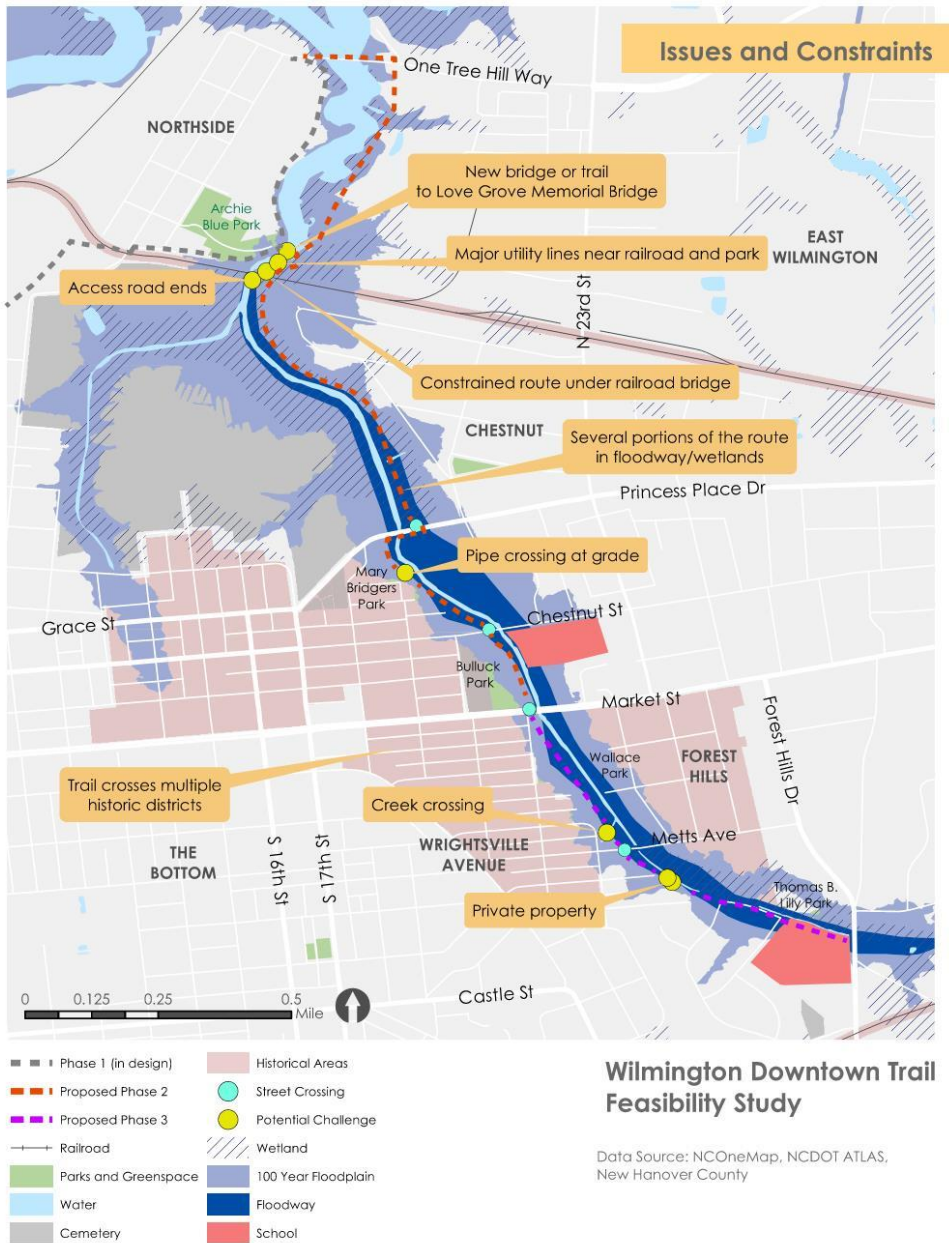 Issues and Constraints
One Tree Hill Way
NORTHSIDE
New bridge or trail
to Love Grove Memorial Bridge
Archie
Blue Park
Major utility lines near railroad and park
EAST
WILMINGTON
Access road ends
N 23rd St
Constrained route under railroad bridge
CHESTNUT
Several portions of the route
in floodway/wetlands
Princess Place Dr
Pipe crossing at grade
Mary
Bridgers
Park
Grace St
Chestnut St
Bulluck
Park
Market St
Forest Hills Dr
Wallace
Park
FOREST
HILLS
Trail crosses multiple
historic districts
Creek crossing
Metts Ave
THE
BOTTOM
S 16th St
S 17th St
WRIGHTSVILLE
AVENUE
Thomas B.
Lilly Park
Private property
0 0.125 0.25 0.5
Mile
Castle St
Phase 1 (in design)
Proposed Phase 2
Proposed Phase 3
Railroad
Parks and Greenspace
Water
Cemetery
Historical Areas
Street Crossing
Potential Challenge
Wetland
100 Year Floodplain
Floodway
School
Wilmington Downtown Trail
Feasibility Study
Data Source: NCOneMap, NCDOT ATLAS,
New Hanover County